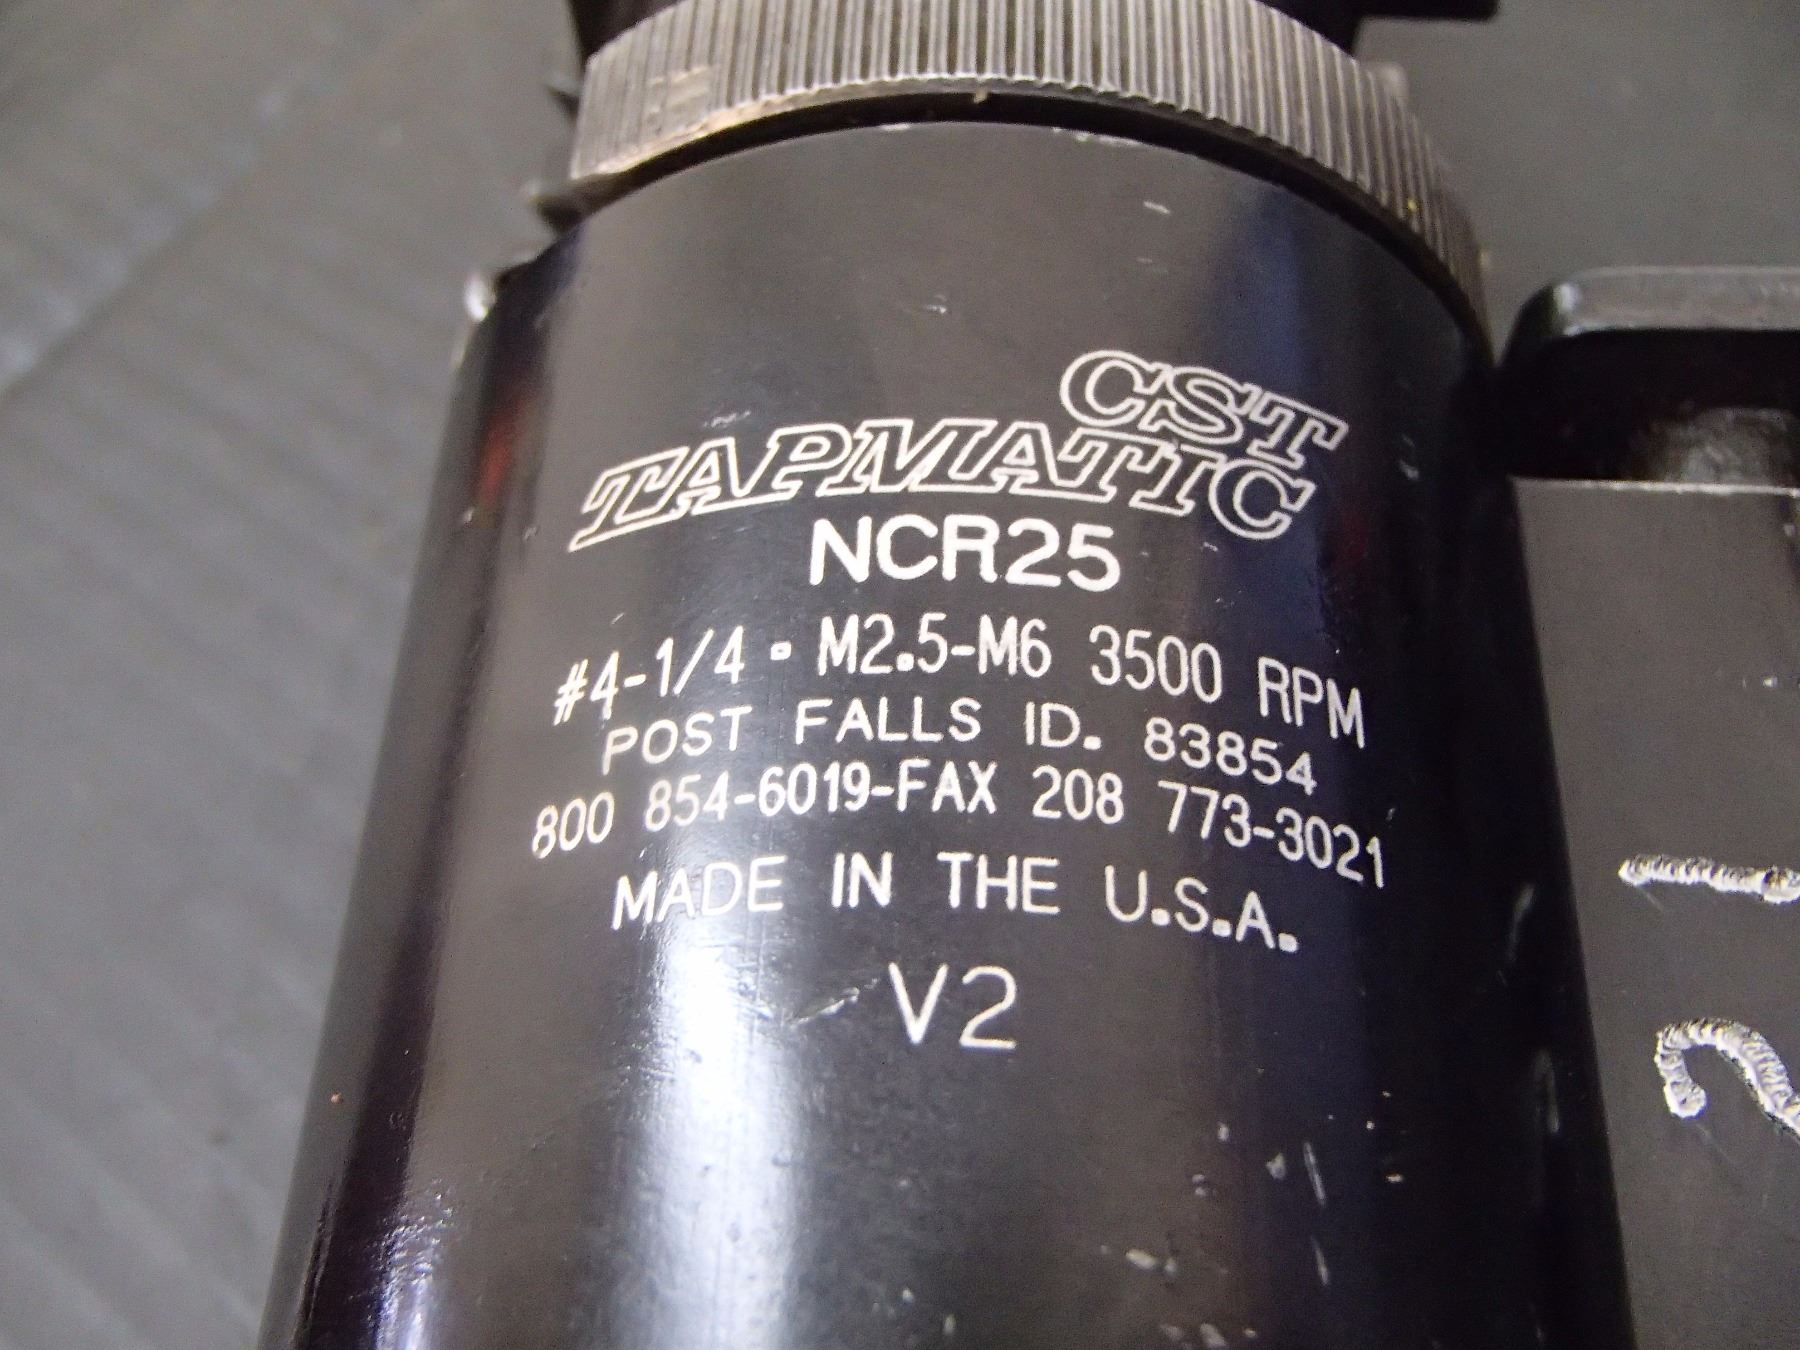 CST
TAPMATIC
NCR25
#4-1/4 • M2.5-M6 3500 RPM
POST FALLS ID. 83854
800 854-6019-FAX 208 773-3021
MADE IN THE U.S.A.
V2